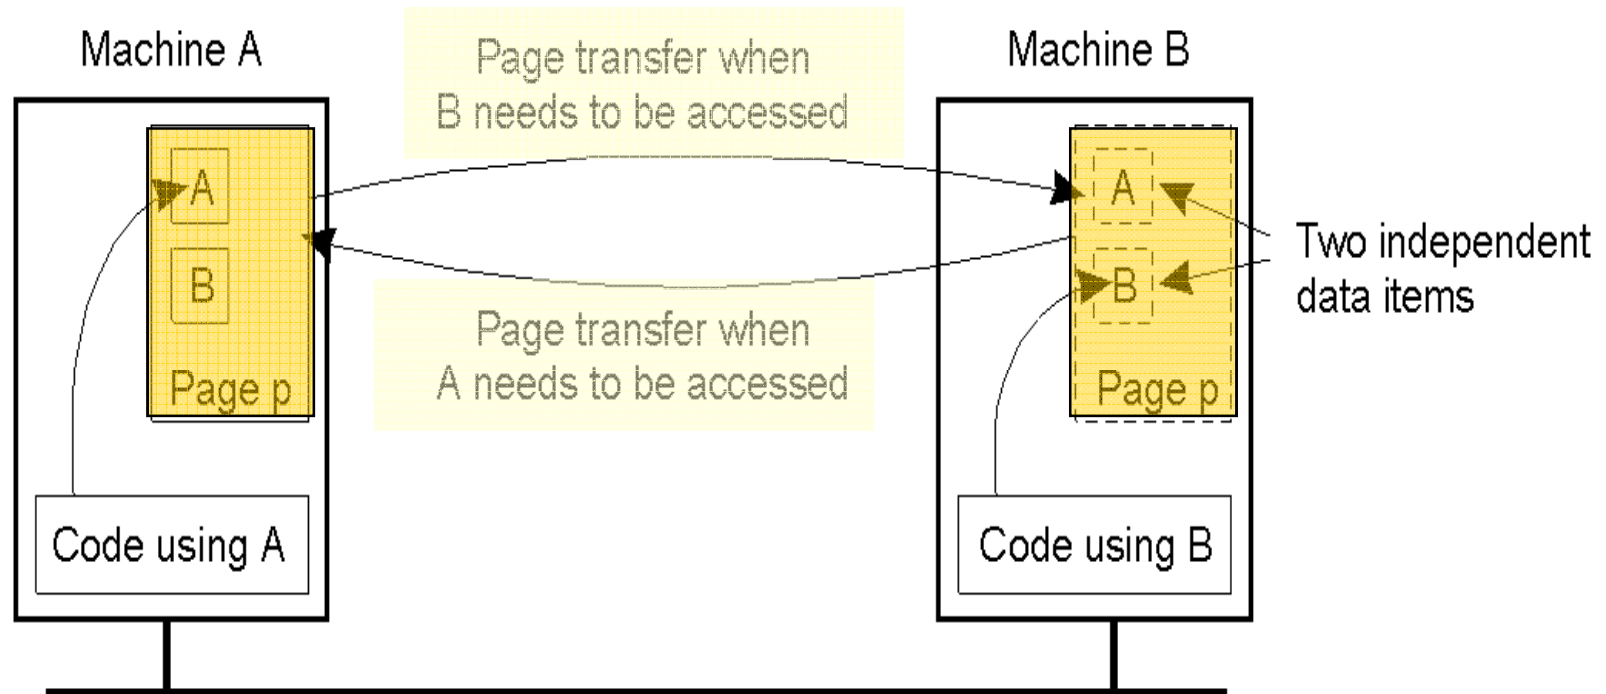 Machine A
Page transfer when
B needs to be accessed
Machine B
A
B
Page p
Code using A
Page transfer when
A needs to be accessed
A
B
Page p
Code using B
Two independent
data items